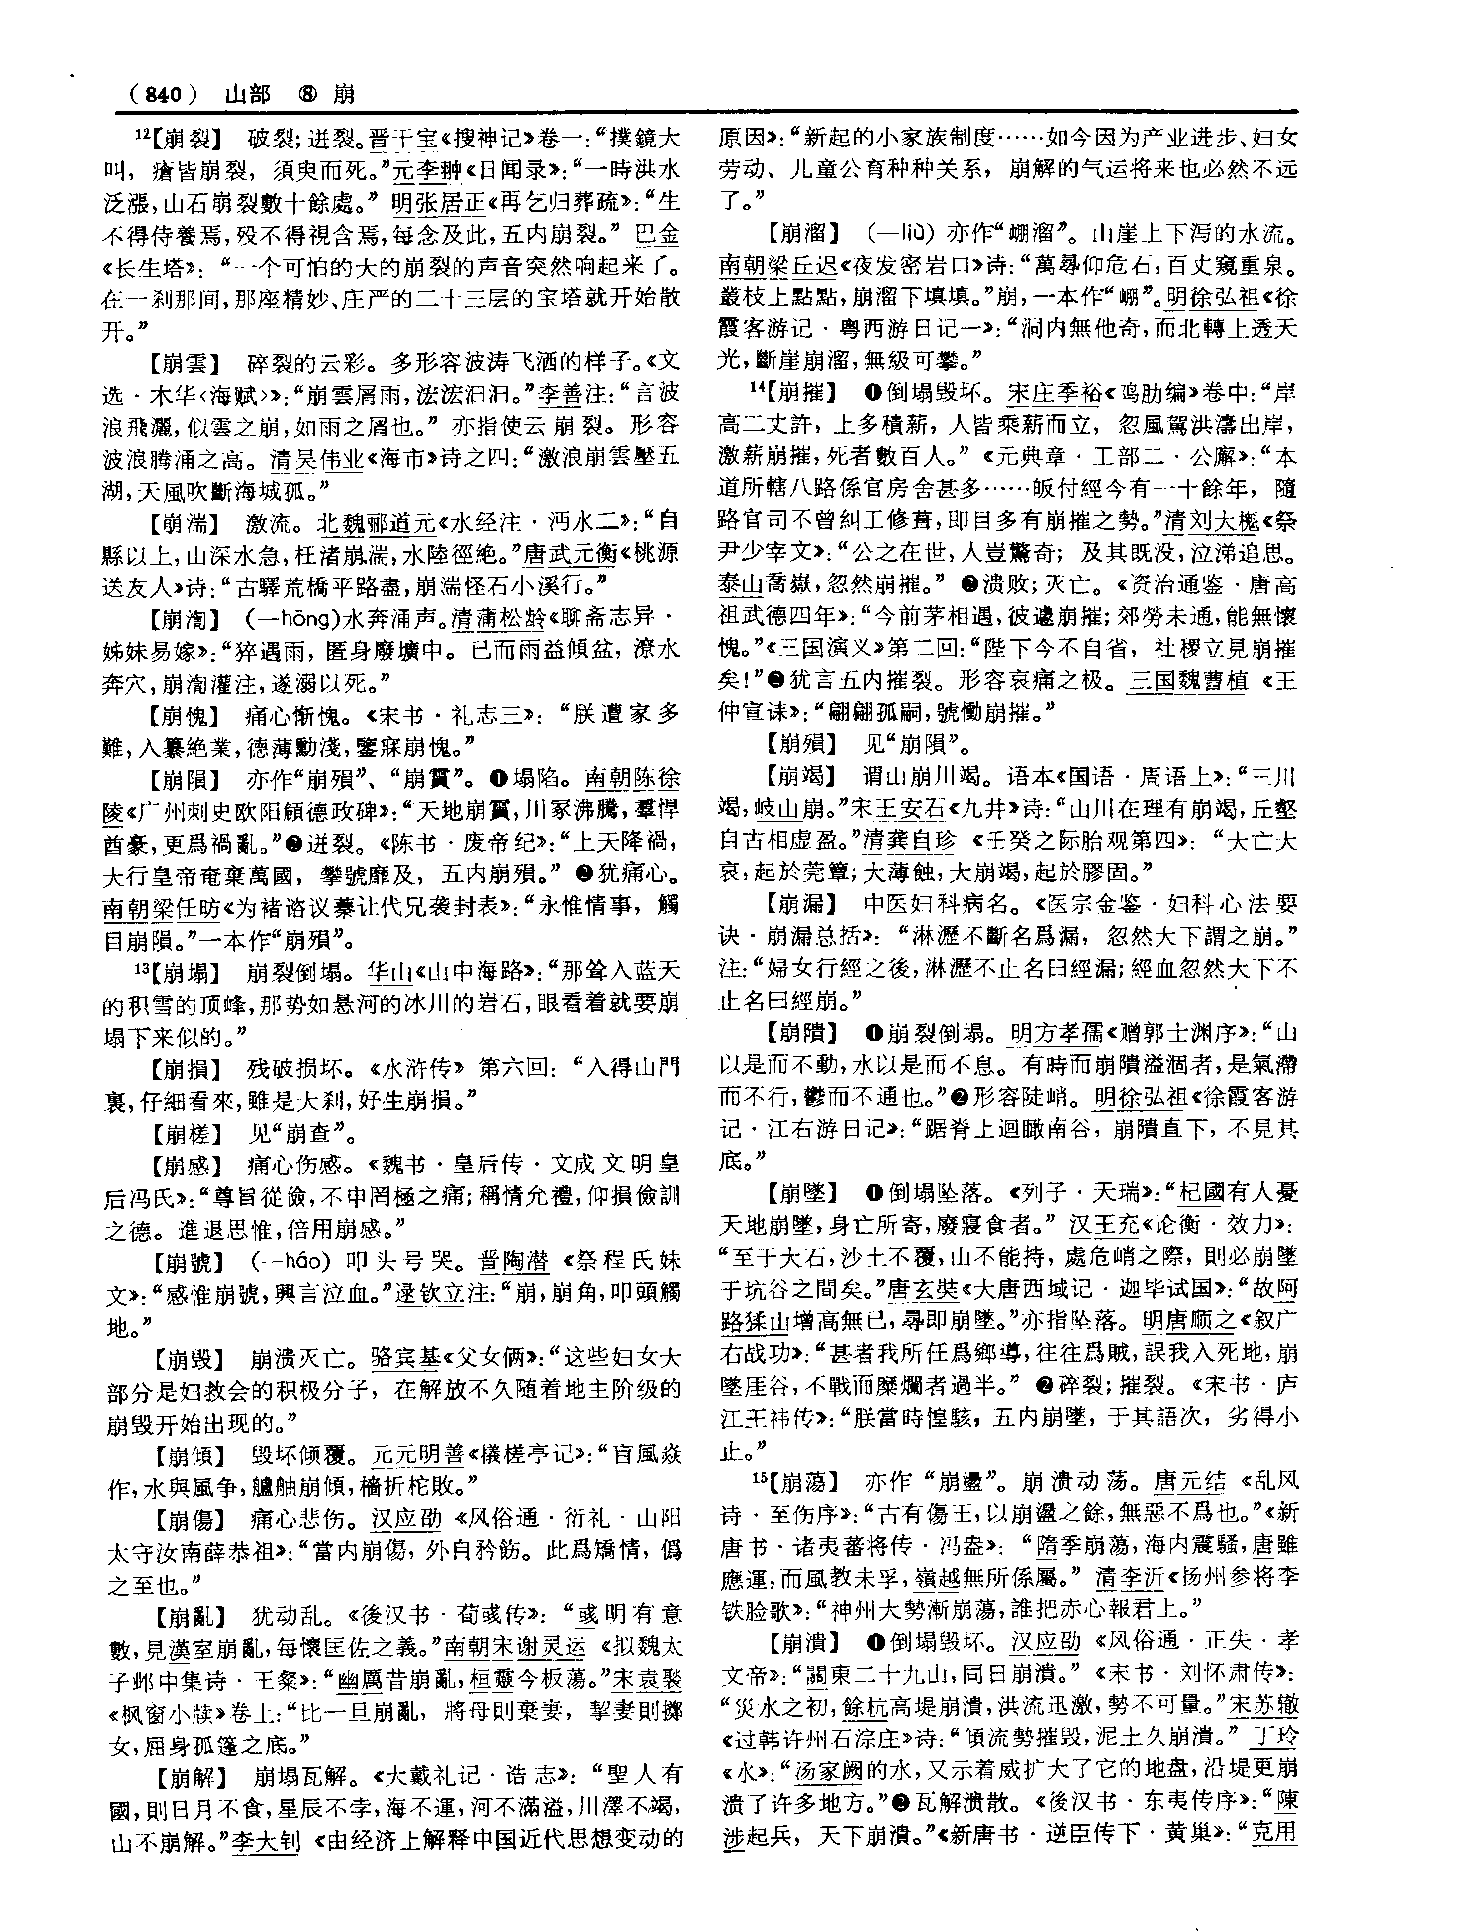 （840） 山部 ⑧ 崩
¹²【崩裂】 破裂；迸裂。晋干宝《搜神记》卷一：“撲鏡大
叫，瘡皆崩裂，須臾而死。”元李翀《日闻录》：“一時洪水
泛漲，山石崩裂數十餘處。”明张居正《再乞归葬疏》：“生
不得侍養焉，殁不得視含焉，每念及此，五内崩裂。”巴金
《长生塔》：“一个可怕的大的崩裂的声音突然响起来了。
在一刹那间，那座精妙、庄严的二十三层的宝塔就开始散
开。”
【崩雲】 碎裂的云彩。多形容波涛飞洒的样子。《文
选·木华〈海赋〉》：“崩雲屑雨，浤浤汩汩。”李善注：“言波
浪飛灑，似雲之崩，如雨之屑也。”亦指使云崩裂。形容
波浪腾涌之高。清吴伟业《海市》诗之四：“激浪崩雲壓五
湖，天風吹斷海城孤。”
【崩湍】 激流。北魏郦道元《水经注·沔水二》：“自
縣以上，山深水急，枉渚崩湍，水陸徑絶。”唐武元衡《桃源
送友人》诗：“古驛荒橋平路盡，崩湍怪石小溪行。”
【崩渹】 （—hōng）水奔涌声。清蒲松龄《聊斋志异·
姊妹易嫁》：“猝遇雨，匿身廢壙中。已而雨益傾盆，潦水
奔穴，崩渹灌注，遂溺以死。”
【崩愧】 痛心惭愧。《宋书·礼志三》：“朕遭家多
難，入纂絶業，德薄勳淺，鑒寐崩愧。”
【崩隕】 亦作“崩殞”、“崩霣”。❶塌陷。南朝陈徐
陵《广州刺史欧阳頠德政碑》：“天地崩霣，川冢沸騰，羣悍
酋豪，更爲禍亂。”❷迸裂。《陈书·废帝纪》：“上天降禍，
大行皇帝奄棄萬國，攀號靡及，五内崩殞。”❷犹痛心。
南朝梁任昉《为褚谘议蓁让代兄袭封表》：“永惟情事，觸
目崩隕。”一本作“崩殞”。
¹³【崩塌】 崩裂倒塌。华山《山中海路》：“那耸入蓝天
的积雪的顶峰，那势如悬河的冰川的岩石，眼看着就要崩
塌下来似的。”
【崩損】 残破损坏。《水浒传》第六回：“入得山門
裏，仔細看來，雖是大刹，好生崩損。”
【崩槎】 见“崩查”。
【崩感】 痛心伤感。《魏书·皇后传·文成文明皇
后冯氏》：“尊旨從儉，不申罔極之痛；稱情允禮，仰損儉訓
之德。進退思惟，倍用崩感。”
【崩號】 （—háo）叩头号哭。晋陶潜《祭程氏妹
文》：“感惟崩號，興言泣血。”逯钦立注：“崩，崩角，叩頭觸
地。”
【崩毁】 崩溃灭亡。骆宾基《父女俩》：“这些妇女大
部分是妇救会的积极分子，在解放不久随着地主阶级的
崩毁开始出现的。”
【崩傾】 毁坏倾覆。元元明善《檥槎亭记》：“盲風焱
作，水與風争，艫舳崩傾，檣折柁敗。”
【崩傷】 痛心悲伤。汉应劭《风俗通·衍礼·山阳
太守汝南薛恭祖》：“當内崩傷，外自矜飭。此爲矯情，僞
之至也。”
【崩亂】 犹动乱。《後汉书·荀彧传》：“彧明有意
數，見漢室崩亂，每懷匡佐之義。”南朝宋谢灵运《拟魏太
子邺中集诗·王粲》：“幽厲昔崩亂，桓靈今板蕩。”宋袁褧
《枫窗小牍》卷上：“比一旦崩亂，將母則棄妻，挈妻則擲
女，屈身孤篷之底。”
【崩解】 崩塌瓦解。《大戴礼记·诰志》：“聖人有
國，則日月不食，星辰不孛，海不運，河不滿溢，川澤不竭，
山不崩解。”李大钊《由经济上解释中国近代思想变动的
原因》：“新起的小家族制度……如今因为产业进步、妇女
劳动、儿童公育种种关系，崩解的气运将来也必然不远
了。”
【崩溜】 （—liù）亦作“崩溜”。山崖上下泻的水流。
南朝梁丘迟《夜发密岩口》诗：“萬尋仰危石，百丈窺重泉。
叢枝上點點，崩溜下填填。”崩，一本作“㟟”。明徐弘祖《徐
霞客游记·粤西游日记一》：“洞内無他奇，而北轉上透天
光，斷崖崩溜，無級可攀。”
¹⁴【崩摧】 ❶倒塌毁坏。宋庄季裕《鸡肋编》卷中：“岸
高二丈許，上多積薪，人皆乘薪而立，忽風駕洪濤出岸，
激薪崩摧，死者數百人。”《元典章·工部二·公廨》：“本
道所轄八路係官房舍甚多……皈付經今有一十餘年，隨
路官司不曾糾工修葺，即目多有崩摧之勢。”清刘大櫆《祭
尹少宰文》：“公之在世，人豈驚奇；及其既没，泣涕追思。
泰山喬嶽，忽然崩摧。”❷溃败；灭亡。《资治通鉴·唐高
祖武德四年》：“今前茅相遇，彼遽崩摧；郊勞未通，能無懷
愧。”《三国演义》第二回：“陛下今不自省，社稷立見崩摧
矣！”❷犹言五内摧裂。形容哀痛之极。三国魏曹植《王
仲宣诔》：“翩翩孤嗣，號慟崩摧。”
【崩殞】 见“崩隕”。
【崩竭】 谓山崩川竭。语本《国语·周语上》：“三川
竭，岐山崩。”宋王安石《九井》诗：“山川在理有崩竭，丘壑
自古相虚盈。”清龚自珍《壬癸之际胎观第四》：“大亡大
哀，起於莞簟；大薄蝕，大崩竭，起於膠固。”
【崩漏】 中医妇科病名。《医宗金鉴·妇科心法要
诀·崩漏总括》：“淋瀝不斷名爲漏，忽然大下謂之崩。”
注：“婦女行經之後，淋瀝不止名曰經漏；經血忽然大下不
止名曰經崩。”
【崩隤】 ❶崩裂倒塌。明方孝孺《赠郭士渊序》：“山
以是而不動，水以是而不息。有時而崩隤溢涸者，是氣滯
而不行，鬱而不通也。”❷形容陡峭。明徐弘祖《徐霞客游
记·江右游日记》：“踞脊上迴瞰南谷，崩隤直下，不見其
底。”
【崩墜】 ❶倒塌坠落。《列子·天瑞》：“杞國有人憂
天地崩墜，身亡所寄，廢寢食者。”汉王充《论衡·效力》：
“至于大石，沙土不覆，山不能持，處危峭之際，則必崩墜
于坑谷之間矣。”唐玄奘《大唐西域记·迦毕试国》：“故阿
路猱山增高無已，尋即崩墜。”亦指坠落。明唐顺之《叙广
右战功》：“甚者我所任爲鄉導，往往爲賊，誤我入死地，崩
墜厓谷，不戰而糜爛者過半。”❷碎裂；摧裂。《宋书·庐
江王袆传》：“朕當時惶駭，五内崩墜，于其語次，劣得小
止。”
¹⁵【崩蕩】 亦作“崩盪”。崩溃动荡。唐元结《乱风
诗·至伤序》：“古有傷王，以崩盪之餘，無惡不爲也。”《新
唐书·诸夷蕃将传·冯盎》：“隋季崩蕩，海内震騷，唐雖
應運，而風教未孚，嶺越無所係屬。”清李沂《扬州参将李
铁脸歌》：“神州大勢漸崩蕩，誰把赤心報君上。”
【崩潰】 ❶倒塌毁坏。汉应劭《风俗通·正失·孝
文帝》：“關東二十九山，同日崩潰。”《宋书·刘怀肃传》：
“災水之初，餘杭高堤崩潰，洪流迅激，勢不可量。”宋苏辙
《过韩许州石淙庄》诗：“傾流勢摧毁，泥土久崩潰。”丁玲
《水》：“汤家阙的水，又示着威扩大了它的地盘，沿堤更崩
溃了许多地方。”❷瓦解溃散。《後汉书·东夷传序》：“陳
涉起兵，天下崩潰。”《新唐书·逆臣传下·黄巢》：“克用